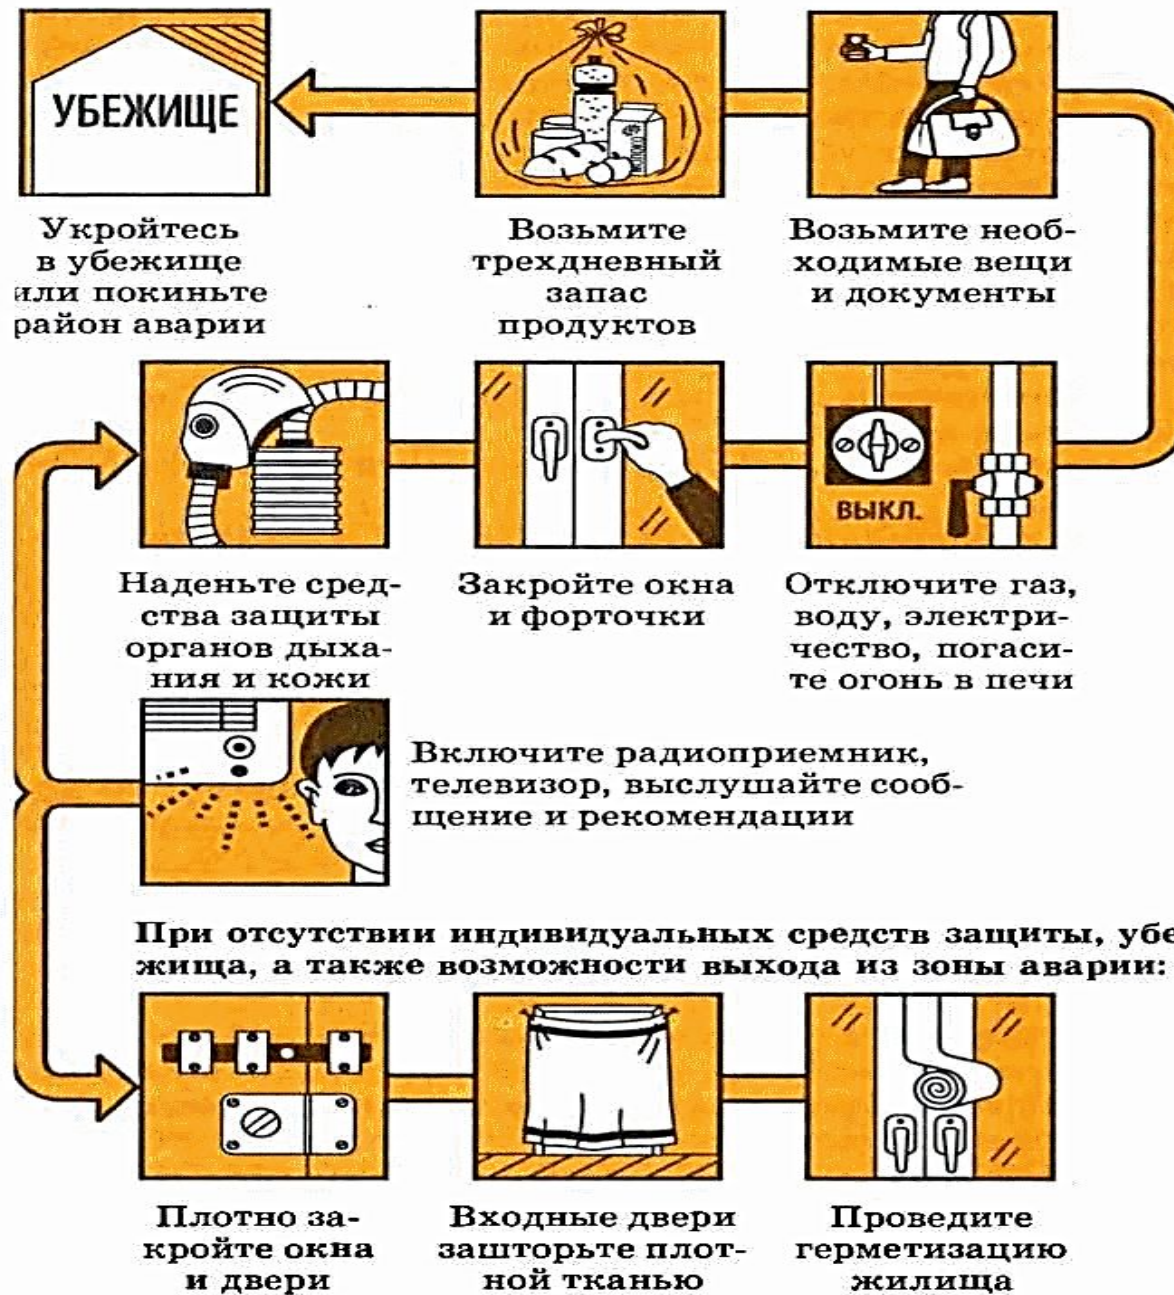 УБЕЖИЩЕ
МОЛОКО
Укройтесь
в убежище
или покиньте
район аварии
Возьмите
трехдневный
запас
продуктов
Возьмите необ-
ходимые вещи
и документы
ВЫКЛ.
Наденьте сред-
ства защиты
органов дыха-
ния и кожи
Закройте окна
и форточки
Отключите газ,
воду, электри-
чество, погаси-
те огонь в печи
Включите радиоприемник,
телевизор, выслушайте сооб-
щение и рекомендации
При отсутствии индивидуальных средств защиты, убе
жища, а также возможности выхода из зоны аварии:
Плотно за-
кройте окна
и двери
Входные двери
зашторьте плот-
ной тканью
Проведите
герметизацию
жилища